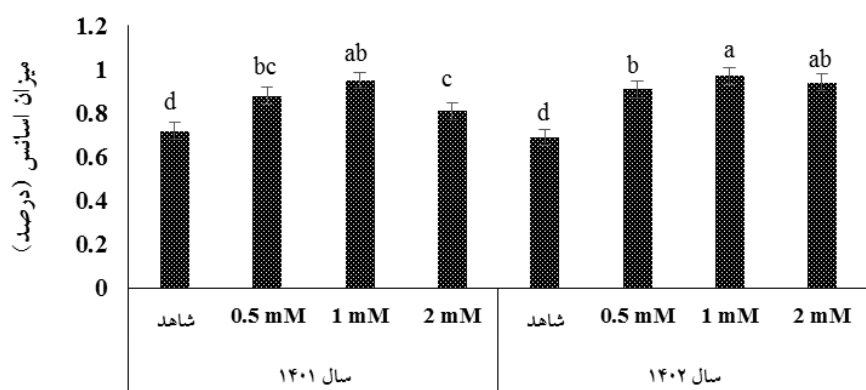 میزان اسانس (درصد)
1.2
1
0.8
0.6
0.4
0.2
0
d
bc
ab
c
d
b
a
ab
شاهد
0.5 mM
1 mM
2 mM
شاهد
0.5 mM
1 mM
2 mM
سال ۱۴۰۱
سال ۱۴۰۲